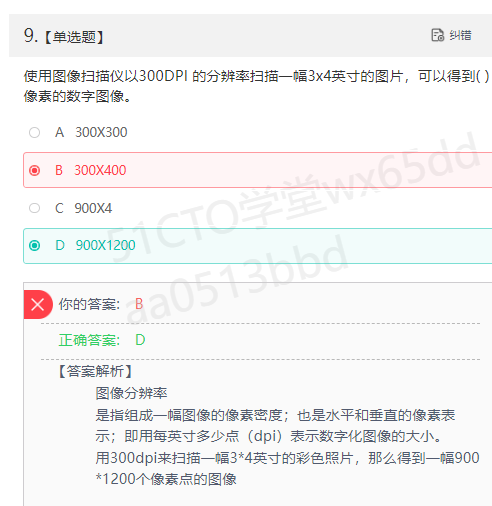 9.【单选题】 纠错
使用图像扫描仪以300DPI 的分辨率扫描一幅3x4英寸的图片，可以得到( )
像素的数字图像。
A 300X300
B 300X400
C 900X4
D 900X1200
51CTO学堂wx65dd
aa0513bbd
你的答案: B
正确答案: D
【答案解析】
图像分辨率
是指组成一幅图像的像素密度；也是水平和垂直的像素表
示；即用每英寸多少点（dpi）表示数字化图像的大小。
用300dpi来扫描一幅3*4英寸的彩色照片，那么得到一幅900
*1200个像素点的图像